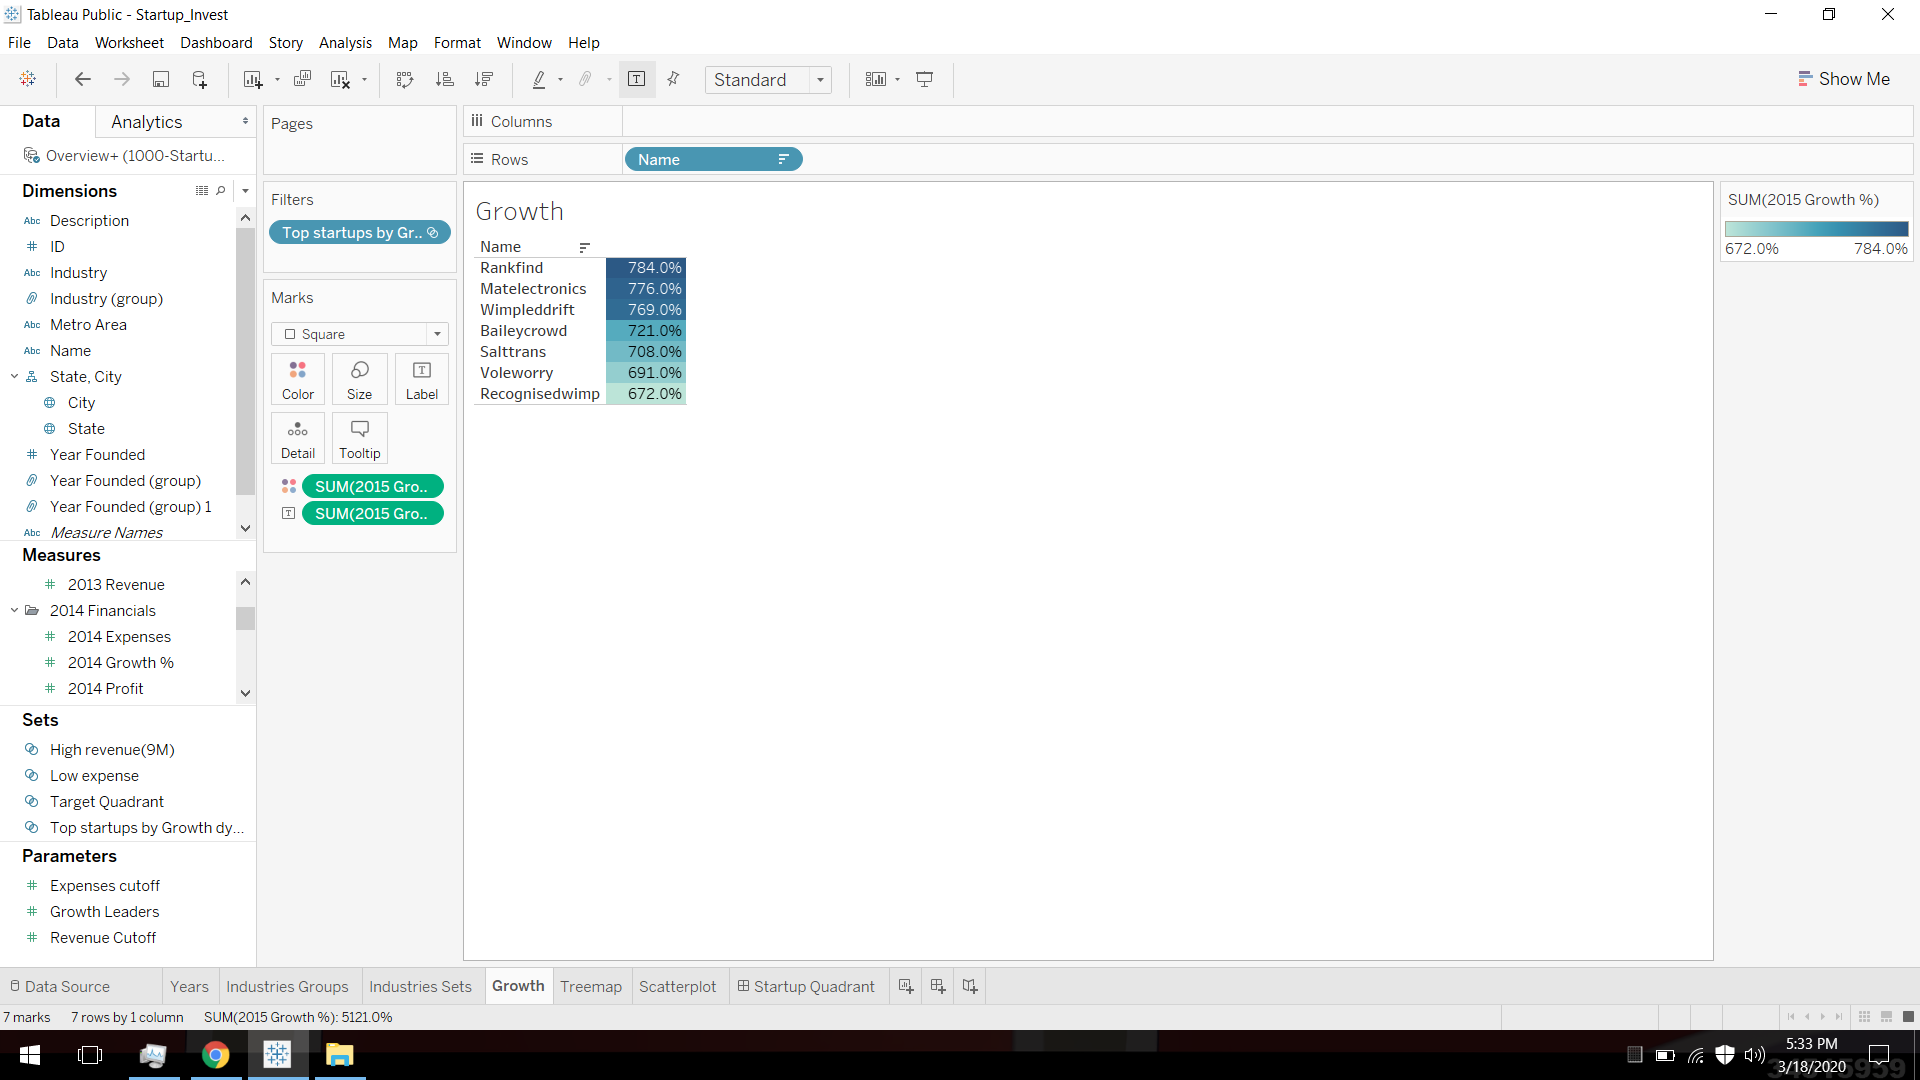 Tableau Public - Startup_Invest
File Data Worksheet Dashboard Story Analysis Map Format Window Help
Standard
Show Me
Data
Analytics
Overview+ (1000-Startu...
Dimensions
Abc Description
# ID
Abc Industry
Industry (group)
Abc Metro Area
Abc Name
State, City
City
State
# Year Founded
Year Founded (group)
Year Founded (group) 1
Abc Measure Names
Measures
# 2013 Revenue
2014 Financials
# 2014 Expenses
# 2014 Growth %
# 2014 Profit
Sets
High revenue(9M)
Low expense
Target Quadrant
Top startups by Growth dy...
Parameters
# Expenses cutoff
# Growth Leaders
# Revenue Cutoff
Pages
Filters
Top startups by Gr..
Marks
Square
Color Size Label
Detail Tooltip
SUM(2015 Gro..
SUM(2015 Gro..
Columns
Rows
Name
Growth
Name
Rankfind 784.0%
Matelectronics 776.0%
Wimpleddrift 769.0%
Baileycrowd 721.0%
Salttrans 708.0%
Voleworry 691.0%
Recognisedwimp 672.0%
SUM(2015 Growth %)
672.0% 784.0%
Data Source Years Industries Groups Industries Sets Growth Treemap Scatterplot Startup Quadrant
7 marks 7 rows by 1 column SUM(2015 Growth %): 5121.0%
5:33 PM
3/18/2020